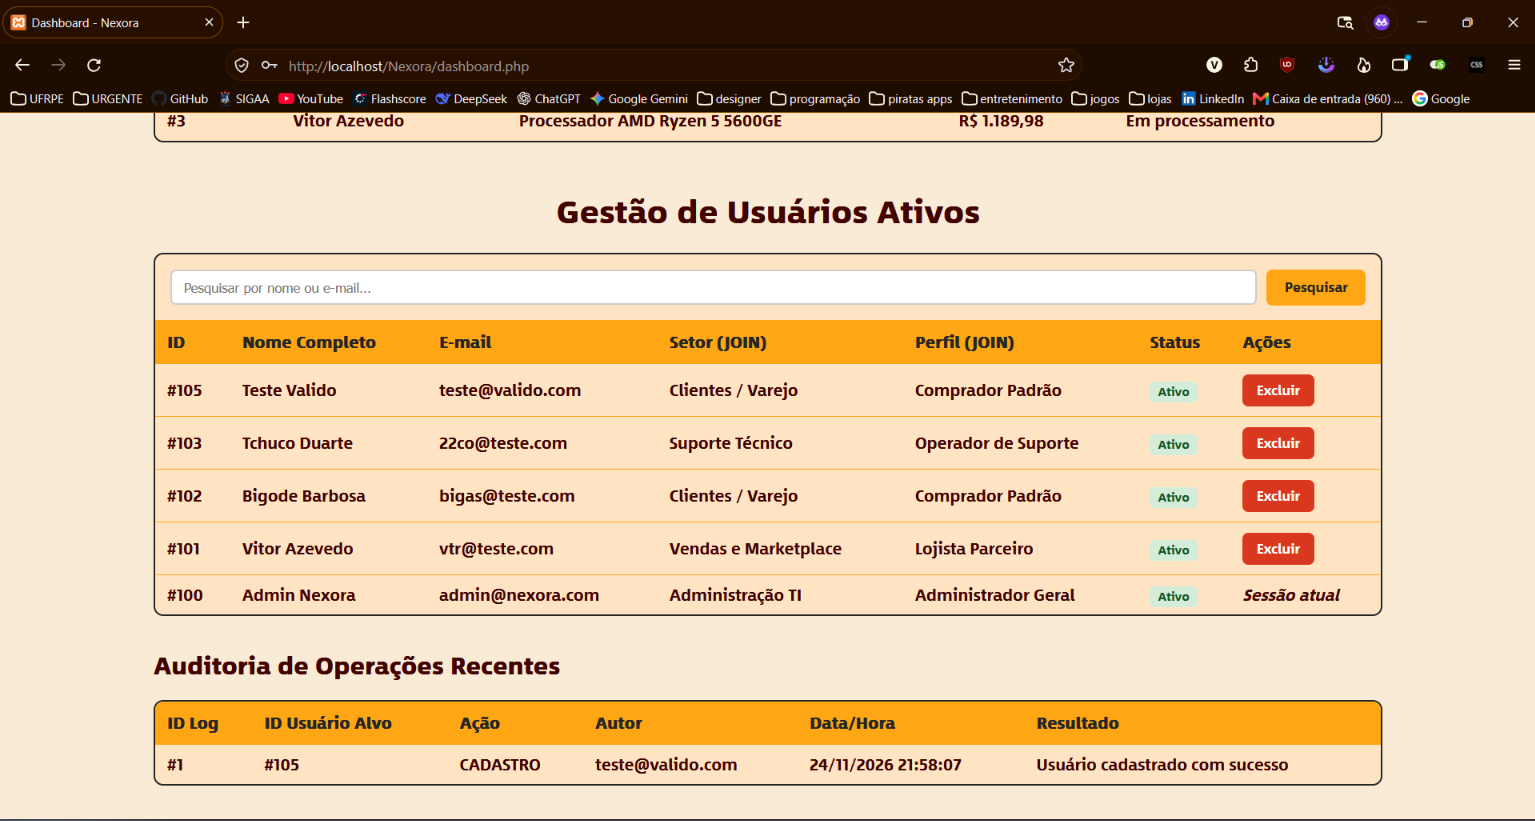 Dashboard - Nexora
http://localhost/Nexora/dashboard.php
UFRPE URGENTE GitHub SIGAA YouTube Flashscore DeepSeek ChatGPT Google Gemini designer programação piratas apps entretenimento jogos lojas LinkedIn Caixa de entrada (960) ... Google
#3 Vitor Azevedo Processador AMD Ryzen 5 5600GE R$ 1.189,98 Em processamento
Gestão de Usuários Ativos
Pesquisar por nome ou e-mail... Pesquisar
ID Nome Completo E-mail Setor (JOIN) Perfil (JOIN) Status Ações
#105 Teste Valido teste@valido.com Clientes / Varejo Comprador Padrão Ativo Excluir
#103 Tchuco Duarte 22co@teste.com Suporte Técnico Operador de Suporte Ativo Excluir
#102 Bigode Barbosa bigas@teste.com Clientes / Varejo Comprador Padrão Ativo Excluir
#101 Vitor Azevedo vtr@teste.com Vendas e Marketplace Lojista Parceiro Ativo Excluir
#100 Admin Nexora admin@nexora.com Administração TI Administrador Geral Ativo Sessão atual
Auditoria de Operações Recentes
ID Log ID Usuário Alvo Ação Autor Data/Hora Resultado
#1 #105 CADASTRO teste@valido.com 24/11/2026 21:58:07 Usuário cadastrado com sucesso